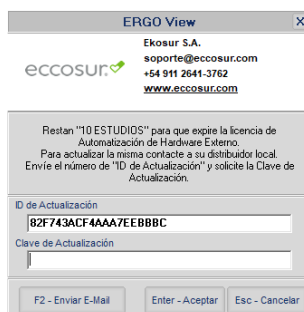 ERGO View
X
eccosur
Ekosur S.A.
soporte@eccosur.com
+54 911 2641-3762
www.eccosur.com
Restan "10 ESTUDIOS" para que expire la licencia de
Automatización de Hardware Externo.
Para actualizar la misma contacte a su distribuidor local.
Envíe el número de "ID de Actualización" y solicite la Clave de
Actualización.
ID de Actualización
82F743ACF4AAA7EEBBBC
Clave de Actualización
F2 - Enviar E-Mail
Enter - Aceptar
Esc - Cancelar